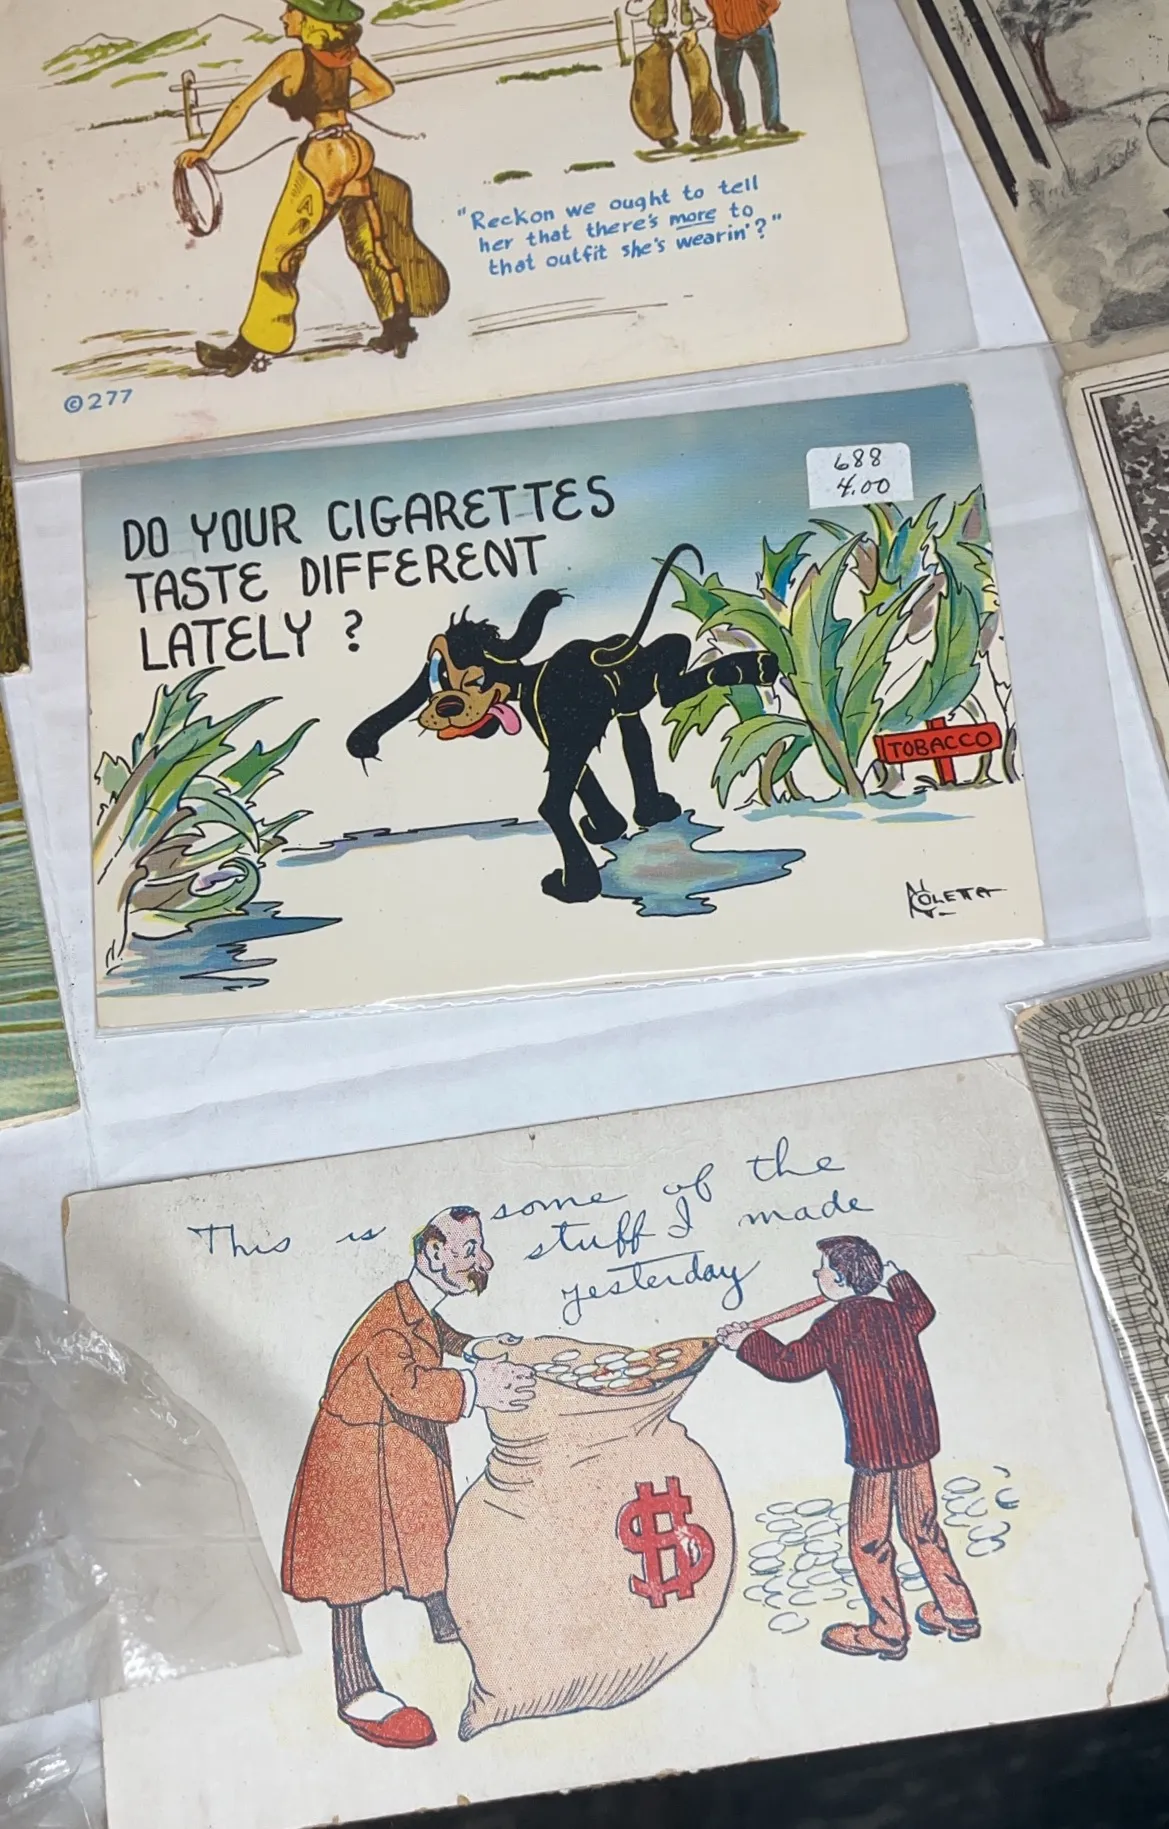 "Reckon we ought to tell
her that there's more to
that outfit she's wearin'?"
©277
688
4.00
DO YOUR CIGARETTES
TASTE DIFFERENT
LATELY ?
TOBACCO
This is some of the
stuff I made
yesterday
$